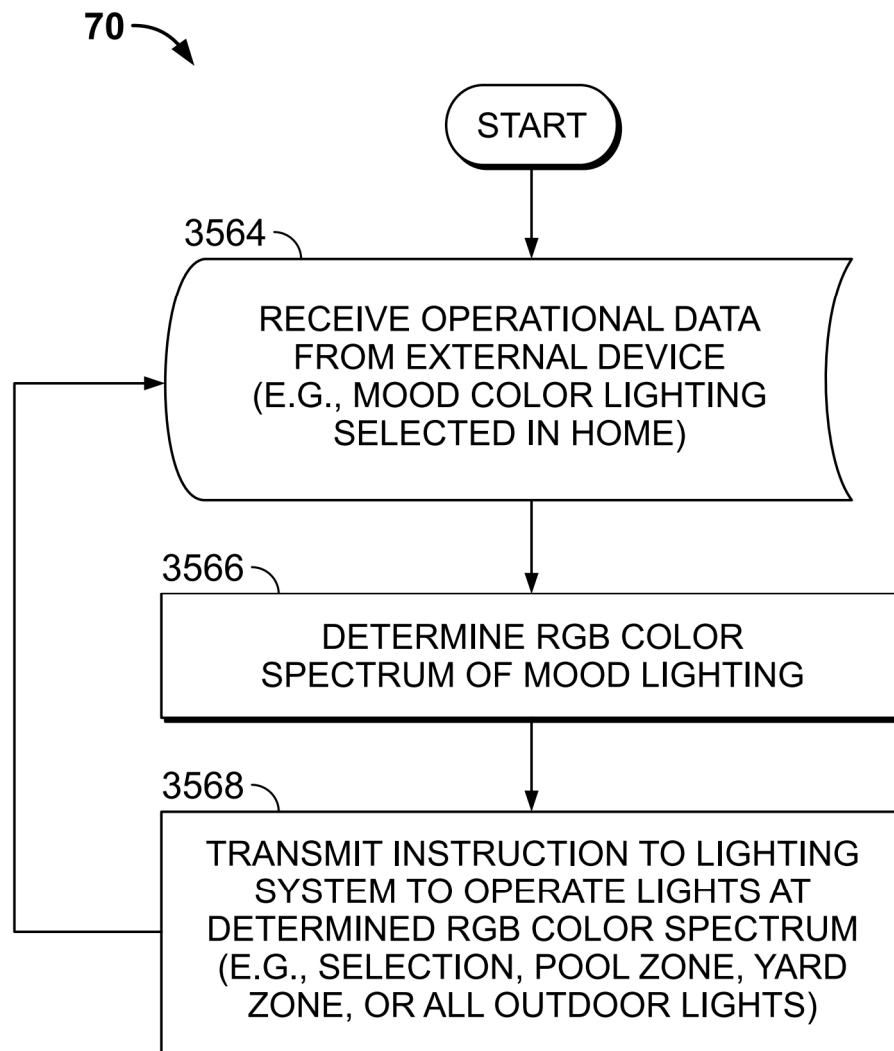 70
START
3564
RECEIVE OPERATIONAL DATA
FROM EXTERNAL DEVICE
(E.G., MOOD COLOR LIGHTING
SELECTED IN HOME)
3566
DETERMINE RGB COLOR
SPECTRUM OF MOOD LIGHTING
3568
TRANSMIT INSTRUCTION TO LIGHTING
SYSTEM TO OPERATE LIGHTS AT
DETERMINED RGB COLOR SPECTRUM
(E.G., SELECTION, POOL ZONE, YARD
ZONE, OR ALL OUTDOOR LIGHTS)